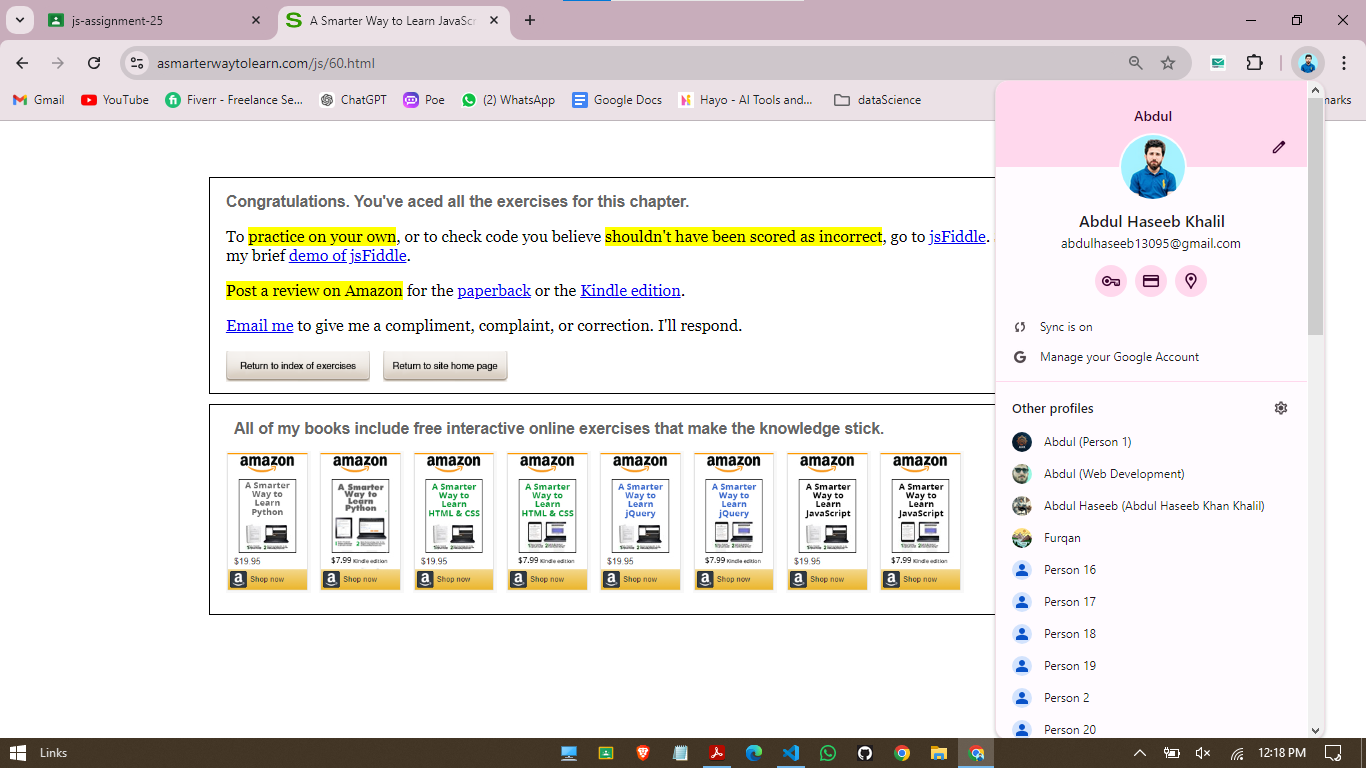 js-assignment-25
A Smarter Way to Learn JavaSc
asmarterwaytolearn.com/js/60.html
Gmail
YouTube
Fiverr - Freelance Se...
ChatGPT
Poe
(2) WhatsApp
Google Docs
Hayo - AI Tools and...
dataScience
marks
Congratulations. You've aced all the exercises for this chapter.
To practice on your own, or to check code you believe shouldn't have been scored as incorrect, go to jsFiddle.
my brief demo of jsFiddle.
Post a review on Amazon for the paperback or the Kindle edition.
Email me to give me a compliment, complaint, or correction. I'll respond.
Return to index of exercises
Return to site home page
All of my books include free interactive online exercises that make the knowledge stick.
amazon
A Smarter
Way to
Learn
Python
$19.95
Shop now
amazon
A Smarter
Way to
Learn
Python
$7.99 Kindle edition
Shop now
amazon
A Smarter
Way to
Learn
HTML & CSS
$19.95
Shop now
amazon
A Smarter
Way to
Learn
HTML & CSS
$7.99 Kindle edition
Shop now
amazon
A Smarter
Way to
Learn
jQuery
$19.95
Shop now
amazon
A Smarter
Way to
Learn
jQuery
$7.99 Kindle edition
Shop now
amazon
A Smarter
Way to
Learn
JavaScript
$19.95
Shop now
amazon
A Smarter
Way to
Learn
JavaScript
$7.99 Kindle edition
Shop now
Abdul
Abdul Haseeb Khalil
abdulhaseeb13095@gmail.com
Sync is on
Manage your Google Account
Other profiles
Abdul (Person 1)
Abdul (Web Development)
Abdul Haseeb (Abdul Haseeb Khan Khalil)
Furqan
Person 16
Person 17
Person 18
Person 19
Person 2
Person 20
Links
12:18 PM